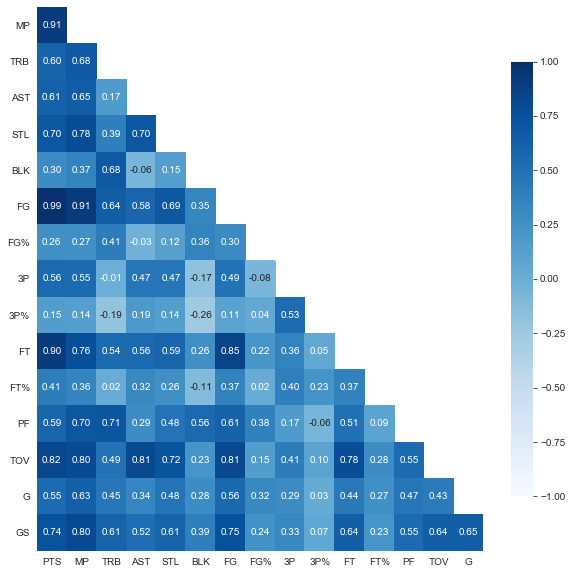 MP 0.91
TRB 0.60 0.68
1.00
AST 0.61 0.65 0.17
0.75
STL 0.70 0.78 0.39 0.70
BLK 0.30 0.37 0.68 -0.06 0.15
0.50
FG 0.99 0.91 0.64 0.58 0.69 0.35
0.25
FG% 0.26 0.27 0.41 -0.03 0.12 0.36 0.30
3P 0.56 0.55 -0.01 0.47 0.47 -0.17 0.49 -0.08
0.00
3P% 0.15 0.14 -0.19 0.19 0.14 -0.26 0.11 0.04 0.53
−0.25
FT 0.90 0.76 0.54 0.56 0.59 0.26 0.85 0.22 0.36 0.05
FT% 0.41 0.36 0.02 0.32 0.26 -0.11 0.37 0.02 0.40 0.23 0.37
−0.50
PF 0.59 0.70 0.71 0.29 0.48 0.56 0.61 0.38 0.17 -0.06 0.51 0.09
−0.75
TOV 0.82 0.80 0.49 0.81 0.72 0.23 0.81 0.15 0.41 0.10 0.78 0.28 0.55
G 0.55 0.63 0.45 0.34 0.48 0.28 0.56 0.32 0.29 0.03 0.44 0.27 0.47 0.43
−1.00
GS 0.74 0.80 0.61 0.52 0.61 0.39 0.75 0.24 0.33 0.07 0.64 0.23 0.55 0.64 0.65
PTS MP TRB AST STL BLK FG FG% 3P 3P% FT FT% PF TOV G